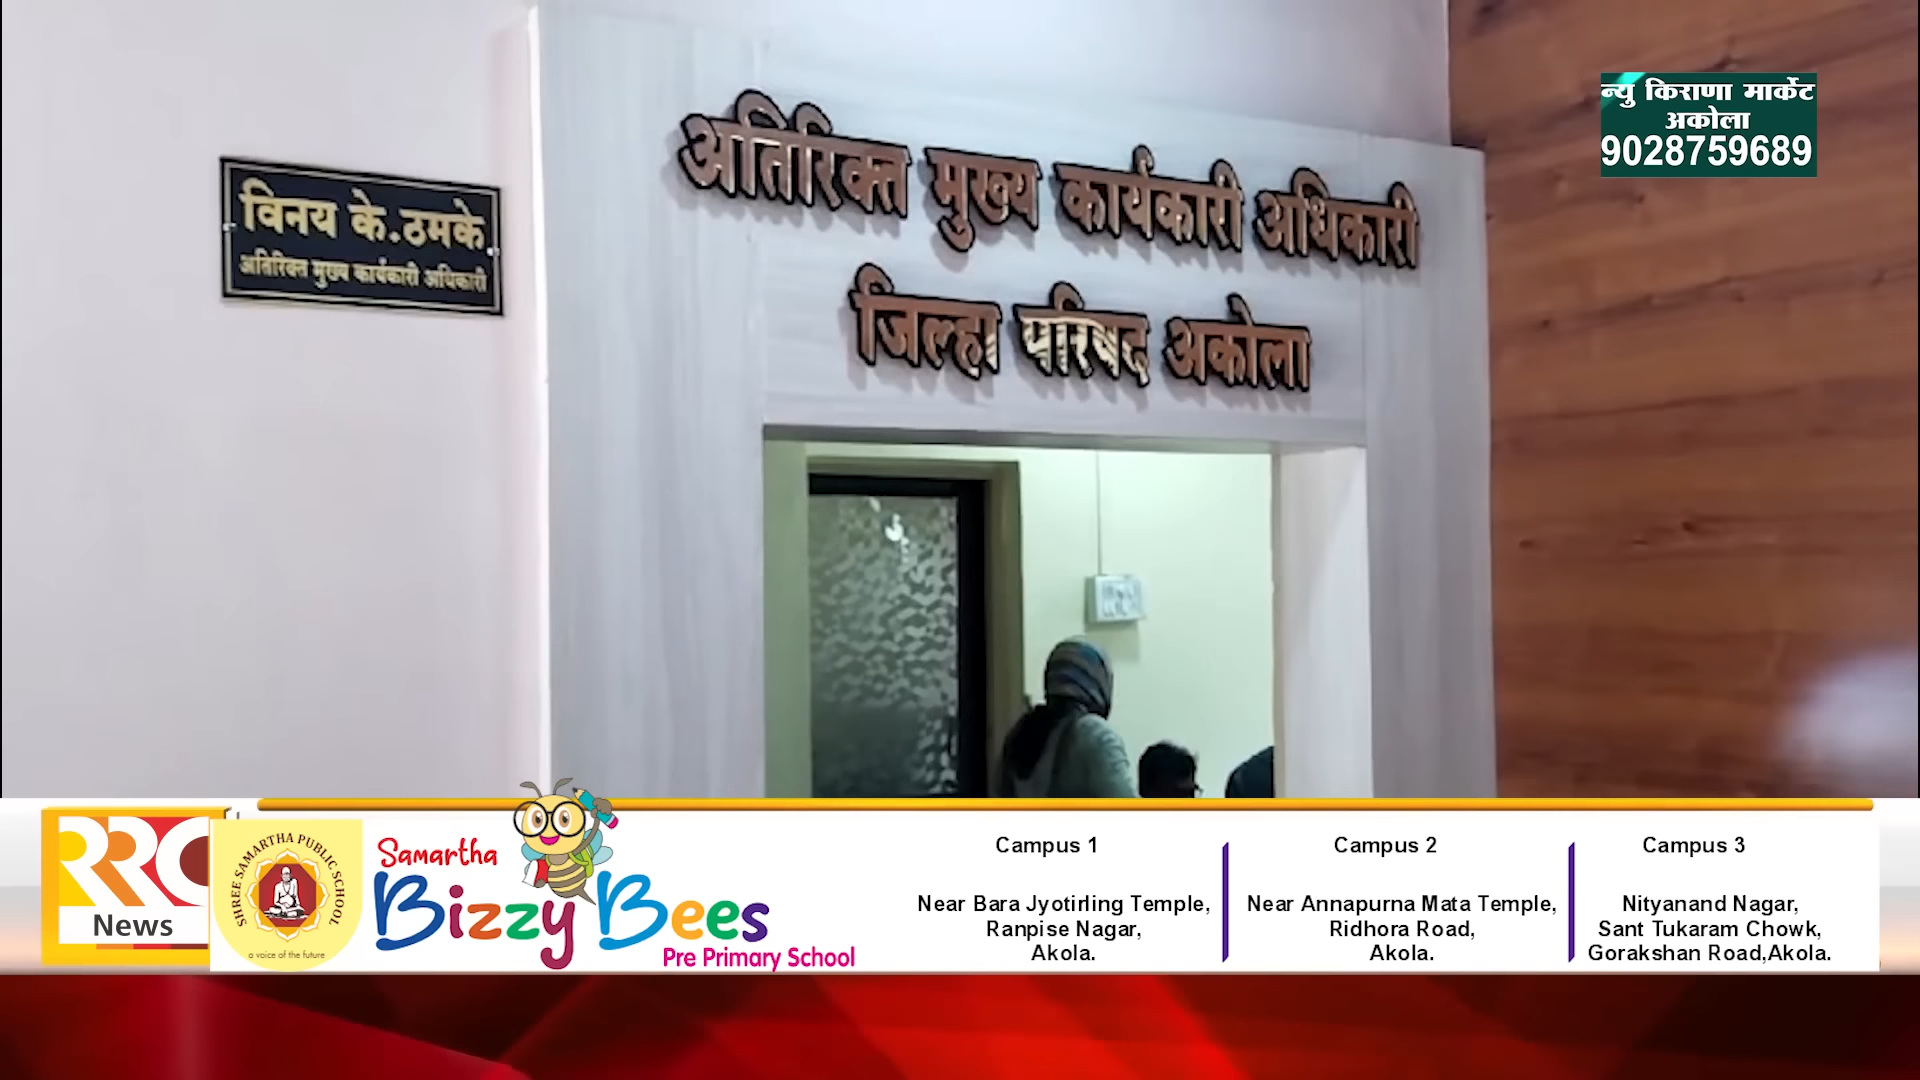 न्यु किराणा मार्केट
अकोला
9028759689
अतिरिक्त मुख्य कार्यकारी अधिकारी
जिल्हा परिषद अकोला
विनय के.ठमके
अतिरिक्त मुख्य कार्यकारी अधिकारी
RRC
News
SHREE SAMARTHA PUBLIC SCHOOL
a voice of the future
Samartha
Bizzy Bees
Pre Primary School
Campus 1
Near Bara Jyotirling Temple,
Ranpise Nagar,
Akola.
Campus 2
Near Annapurna Mata Temple,
Ridhora Road,
Akola.
Campus 3
Nityanand Nagar,
Sant Tukaram Chowk,
Gorakshan Road,Akola.